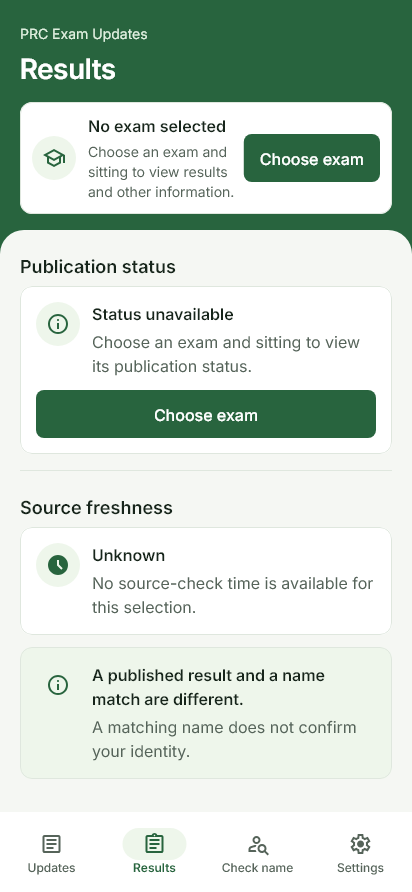 PRC Exam Updates
Results
No exam selected
Choose an exam and
sitting to view results
and other information.
Choose exam
Publication status
Status unavailable
Choose an exam and sitting to view
its publication status.
Choose exam
Source freshness
Unknown
No source-check time is available for
this selection.
A published result and a name
match are different.
A matching name does not confirm
your identity.
Updates
Results
Check name
Settings